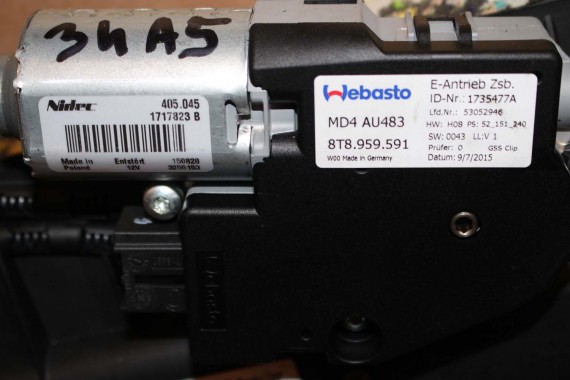 34A5
Nidec
405.045
1717823 B
Made in Poland
Entstört 12V
150828
Webasto
E-Antrieb Zsb.
ID-Nr.: 1735477A
Lfd.Nr.: 53052946
MD4 AU483
HW: H08 PS: 52_151_240
SW: 0043 LL:V 1
8T8.959.591
Prüfer: 0 GSS Clip
W00 Made in Germany
Datum: 9/7/2015
Webasto